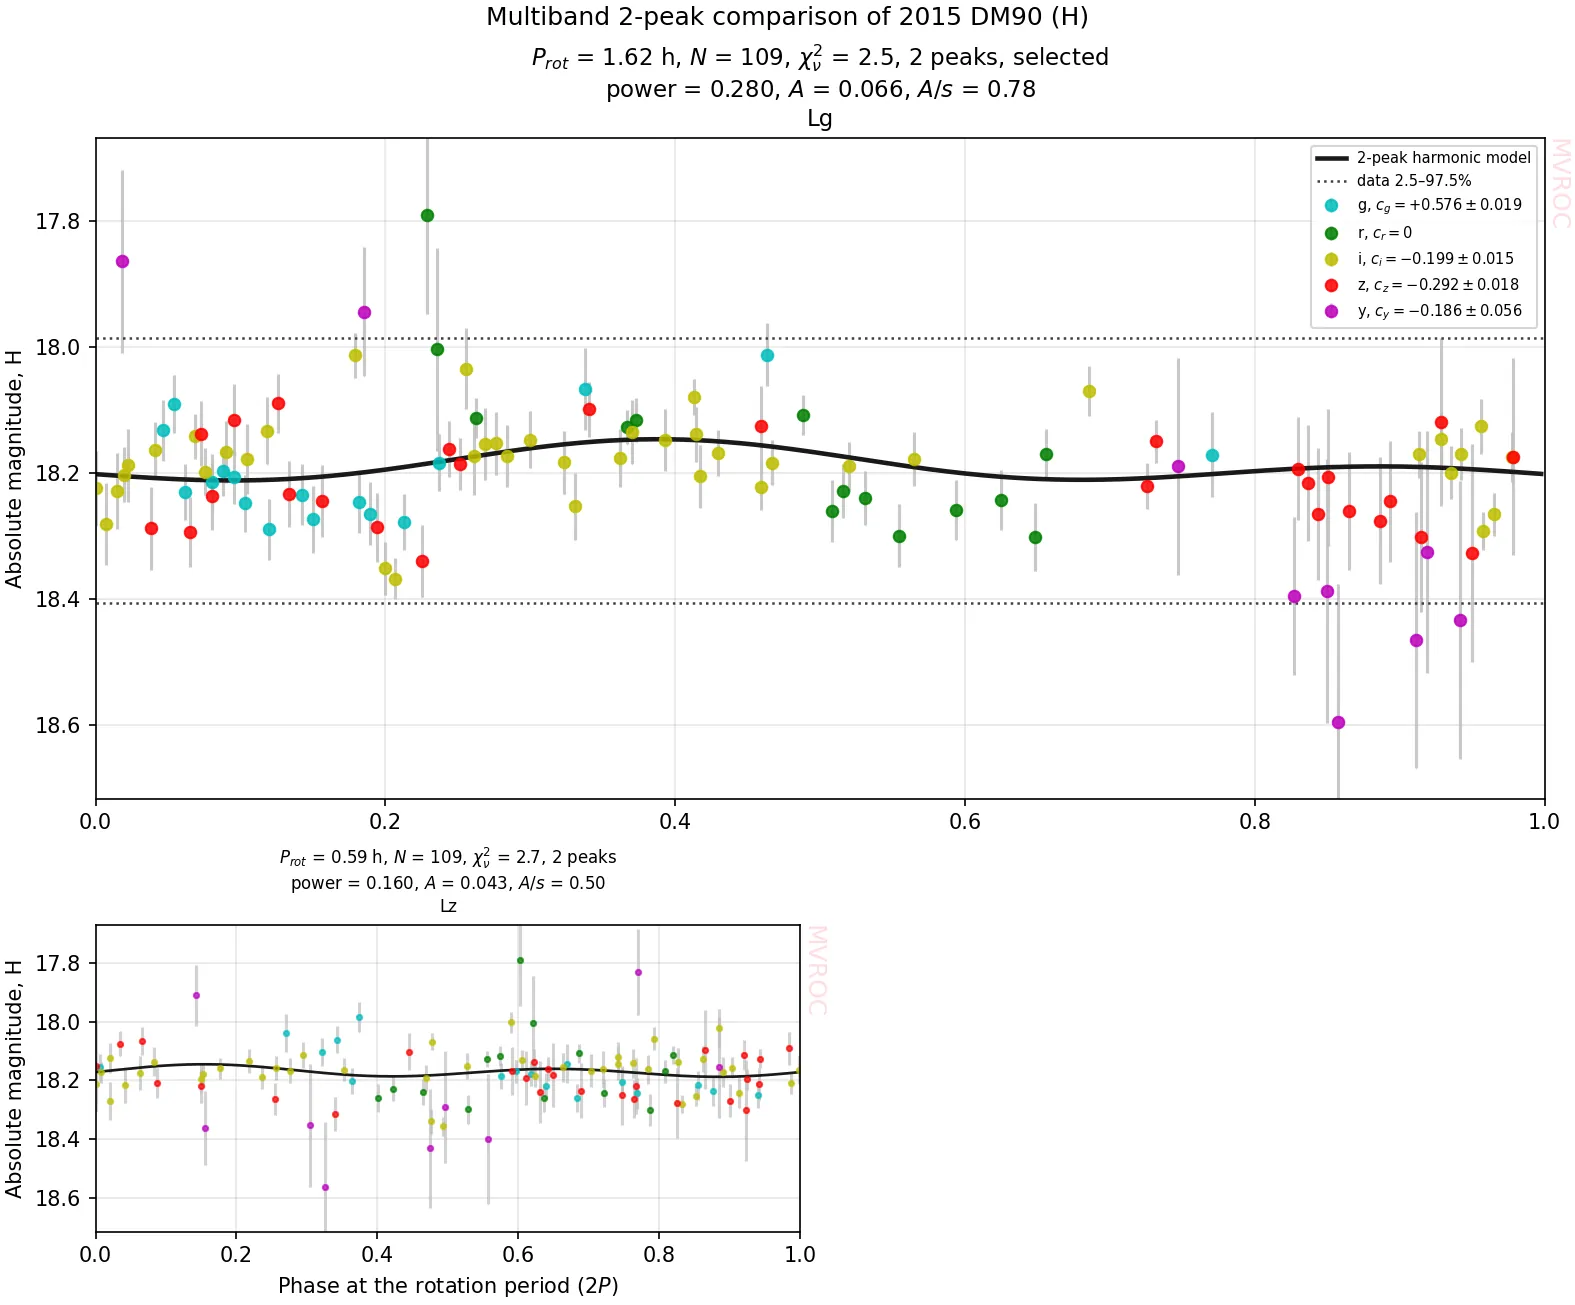 Multiband 2-peak comparison of 2015 DM90 (H)
P_rot = 1.62 h, N = 109, χ²_ν = 2.5, 2 peaks, selected
power = 0.280, A = 0.066, A/s = 0.78
Lg
MVROC
2-peak harmonic model
data 2.5–97.5%
g, c_g = +0.576 ± 0.019
r, c_r = 0
i, c_i = −0.199 ± 0.015
z, c_z = −0.292 ± 0.018
y, c_y = −0.186 ± 0.056
Absolute magnitude, H
17.8
18.0
18.2
18.4
18.6
0.0 0.2 0.4 0.6 0.8 1.0
P_rot = 0.59 h, N = 109, χ²_ν = 2.7, 2 peaks
power = 0.160, A = 0.043, A/s = 0.50
Lz
MVROC
Absolute magnitude, H
17.8
18.0
18.2
18.4
18.6
0.0 0.2 0.4 0.6 0.8 1.0
Phase at the rotation period (2P)